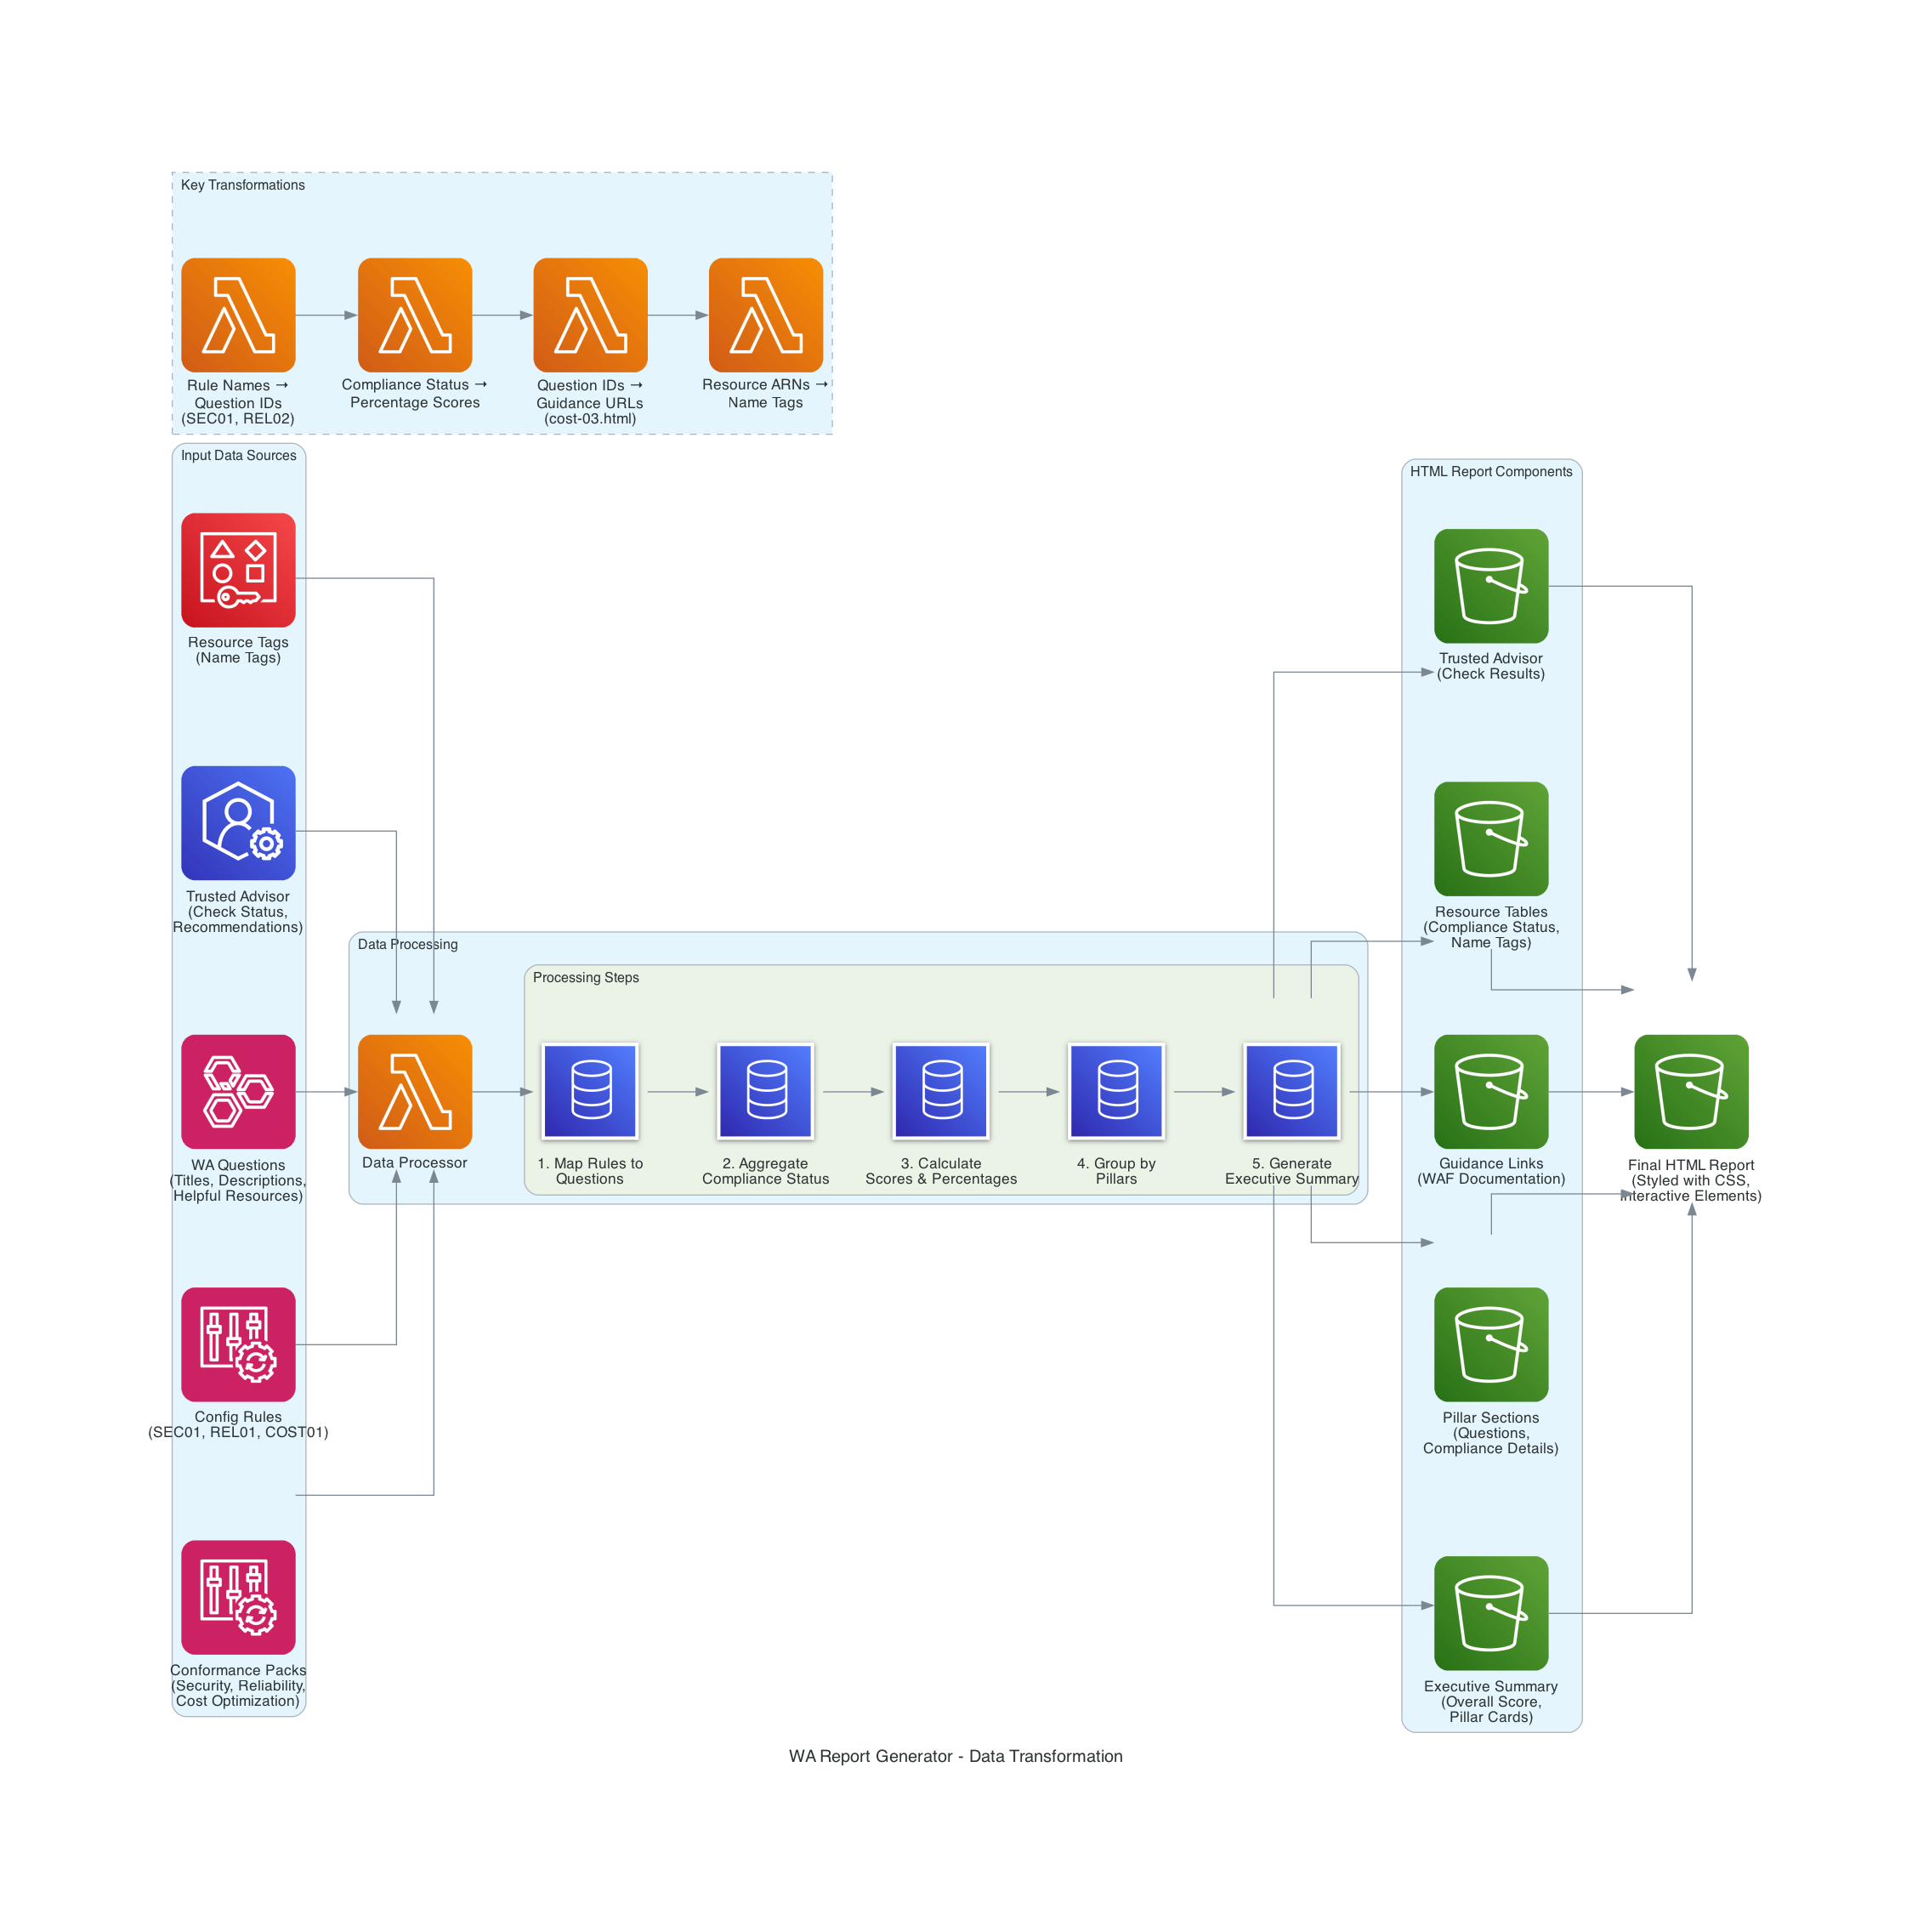 Key Transformations
Rule Names →
Question IDs
(SEC01, REL02)
Compliance Status →
Percentage Scores
Question IDs →
Guidance URLs
(cost-03.html)
Resource ARNs →
Name Tags
Input Data Sources
Resource Tags
(Name Tags)
Trusted Advisor
(Check Status,
Recommendations)
WA Questions
(Titles, Descriptions,
Helpful Resources)
Config Rules
(SEC01, REL01, COST01)
Conformance Packs
(Security, Reliability,
Cost Optimization)
Data Processing
Data Processor
Processing Steps
1. Map Rules to
Questions
2. Aggregate
Compliance Status
3. Calculate
Scores & Percentages
4. Group by
Pillars
5. Generate
Executive Summary
HTML Report Components
Trusted Advisor
(Check Results)
Resource Tables
(Compliance Status,
Name Tags)
Guidance Links
(WAF Documentation)
Pillar Sections
(Questions,
Compliance Details)
Executive Summary
(Overall Score,
Pillar Cards)
Final HTML Report
(Styled with CSS,
Interactive Elements)
WA Report Generator - Data Transformation